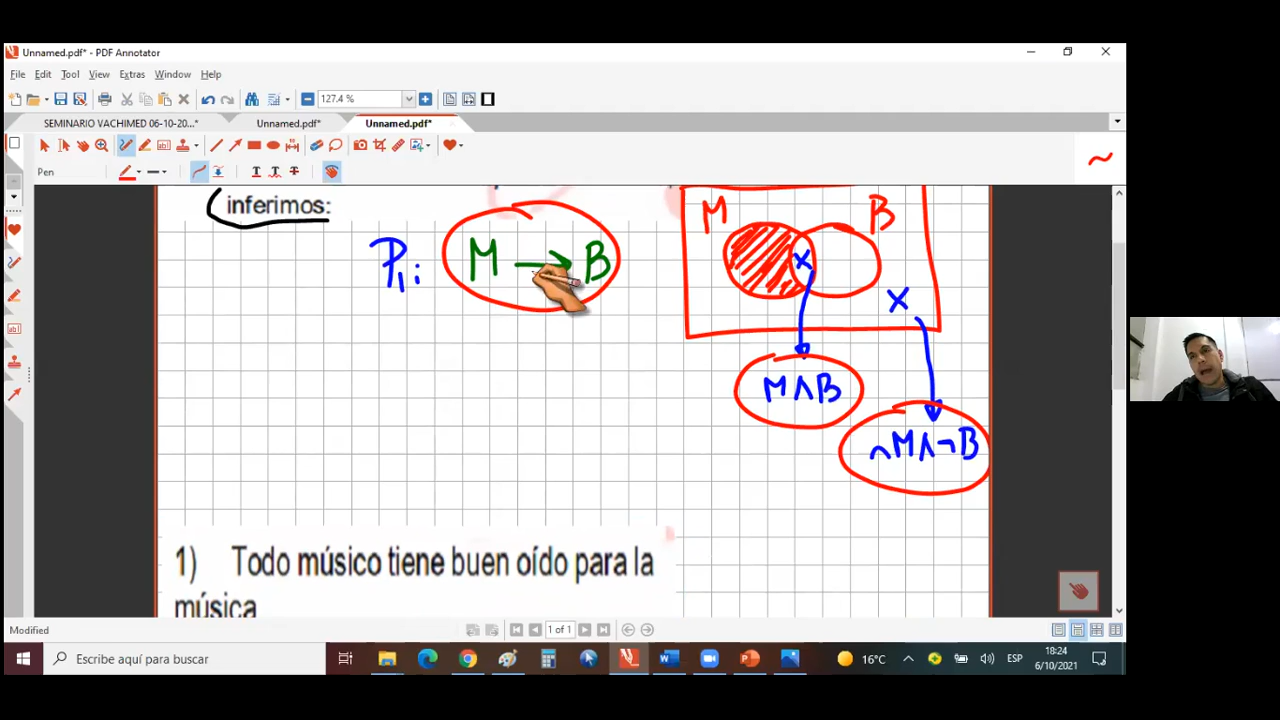 Unnamed.pdf* - PDF Annotator
File Edit Tool View Extras Window Help
127.4 %
SEMINARIO VACHIMED 06-10-20...* Unnamed.pdf* Unnamed.pdf*
Pen
inferimos:
P1: M → B
M B
X
X
M∧B
¬M∧¬B
1) Todo músico tiene buen oído para la
música
Modified 1 of 1
Escribe aquí para buscar 16°C ESP 18:24
6/10/2021